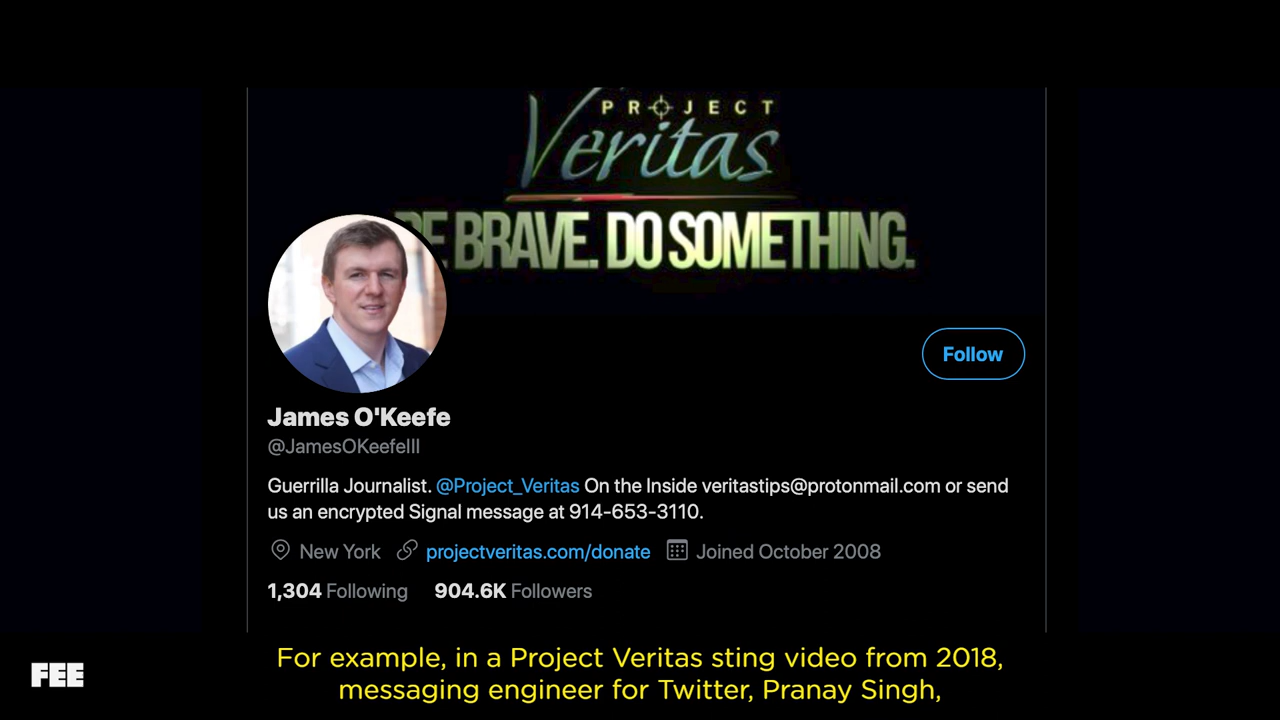 PROJECT
Veritas
BE BRAVE. DO SOMETHING.
Follow
James O'Keefe
@JamesOKeefeIII
Guerrilla Journalist. @Project_Veritas On the Inside veritastips@protonmail.com or send
us an encrypted Signal message at 914-653-3110.
New York projectveritas.com/donate Joined October 2008
1,304 Following 904.6K Followers
For example, in a Project Veritas sting video from 2018,
messaging engineer for Twitter, Pranay Singh,
FEE